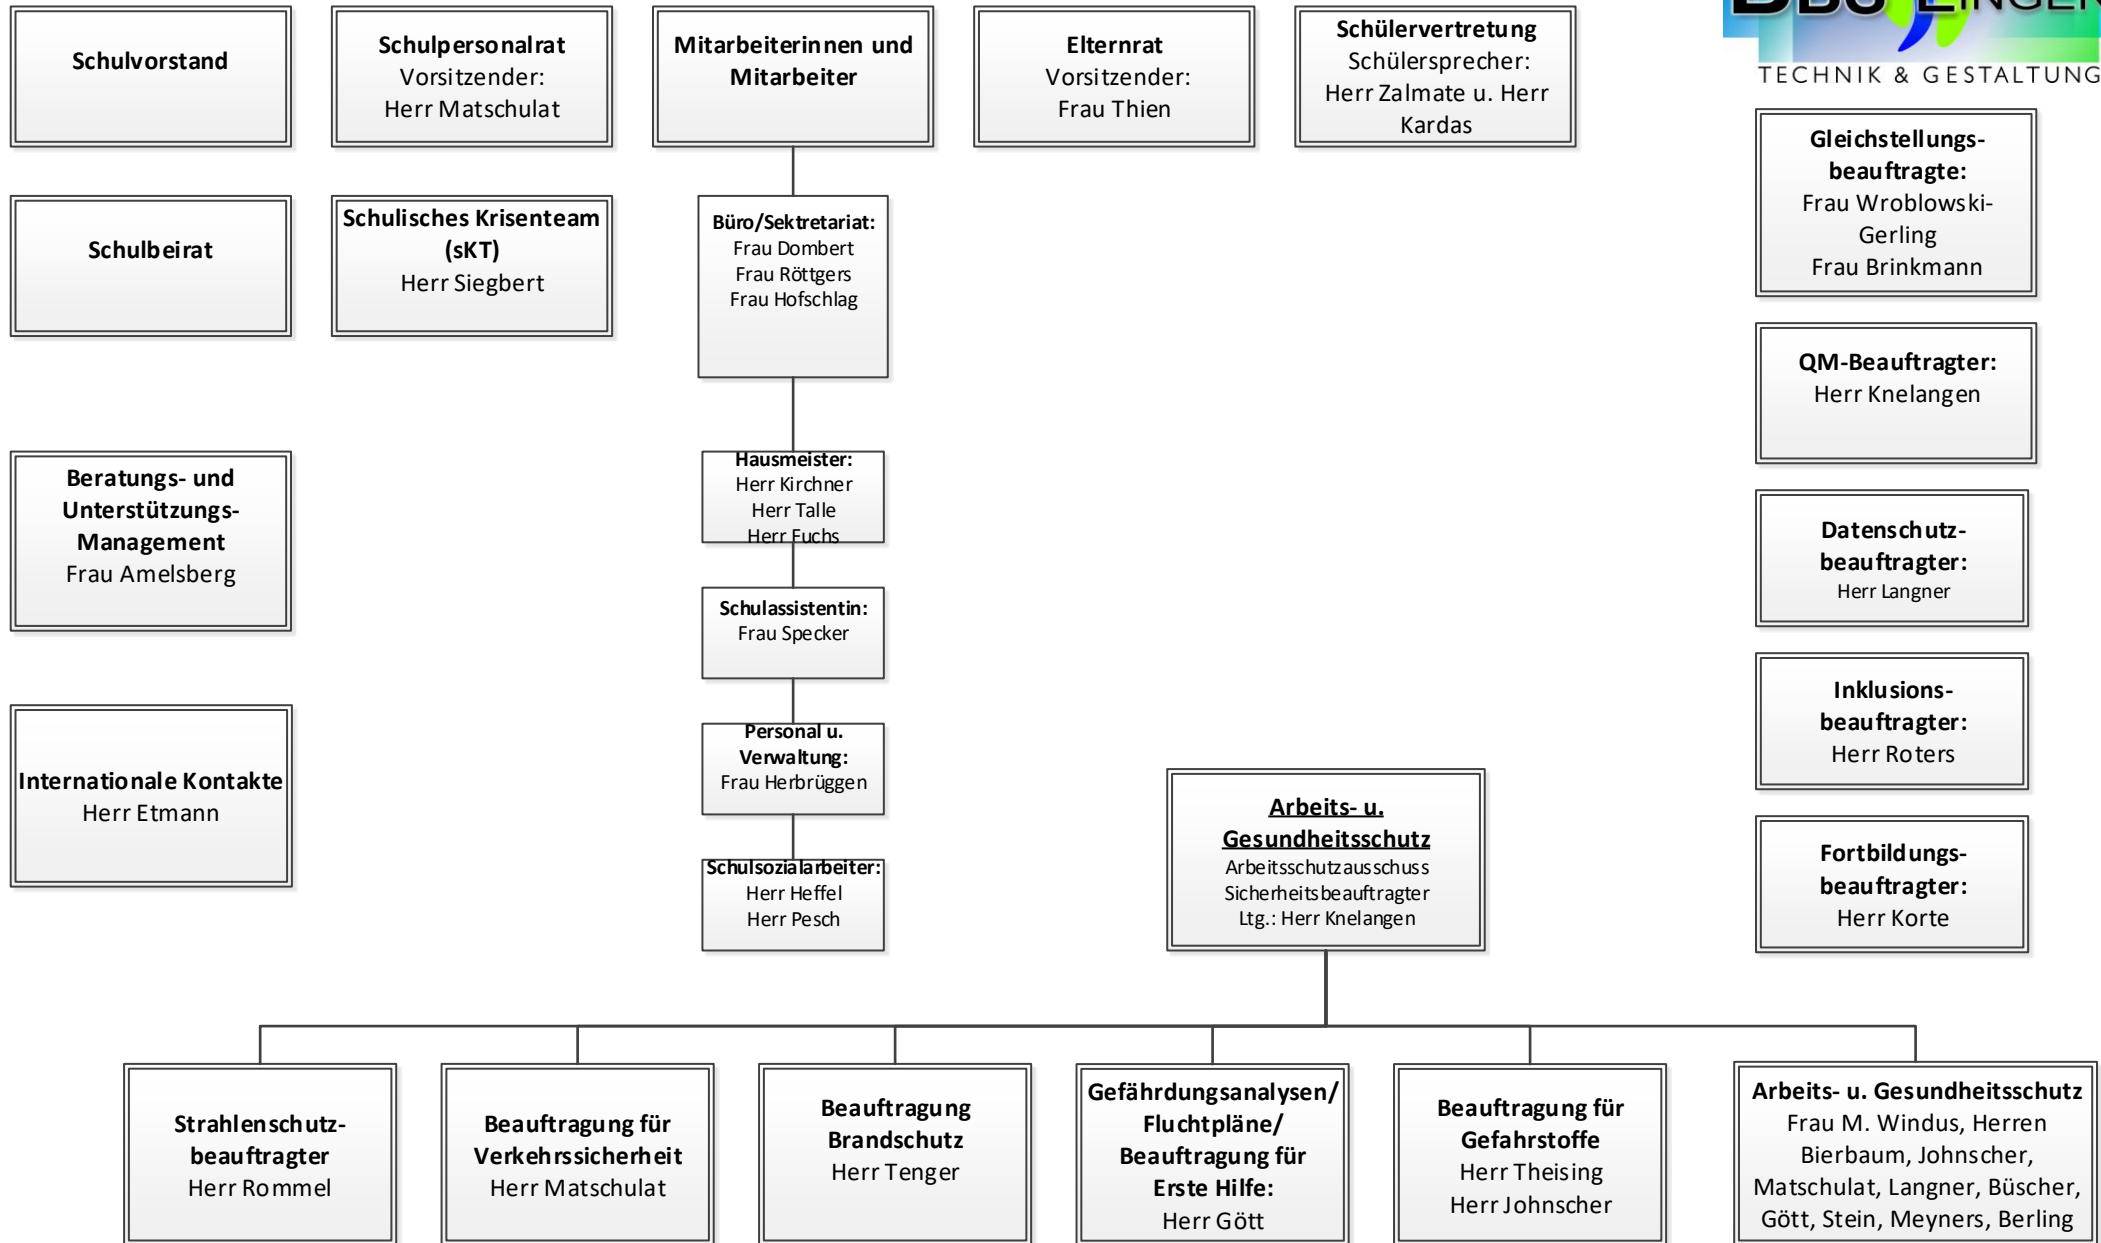 Schulvorstand
Schulpersonalrat
Vorsitzender:
Herr Matschulat
Mitarbeiterinnen und
Mitarbeiter
Elternrat
Vorsitzender:
Frau Thien
Schülervertretung
Schülersprecher:
Herr Zalmate u. Herr
Kardas
TECHNIK & GESTALTUNG
Schulbeirat
Schulisches Krisenteam
(sKT)
Herr Siegbert
Büro/Sektretariat:
Frau Dombert
Frau Röttgers
Frau Hofschlag
Gleichstellungs-
beauftragte:
Frau Wroblowski-
Gerling
Frau Brinkmann
QM-Beauftragter:
Herr Knelangen
Beratungs- und
Unterstützungs-
Management
Frau Amelsberg
Hausmeister:
Herr Kirchner
Herr Talle
Herr Fuchs
Datenschutz-
beauftragter:
Herr Langner
Schulassistentin:
Frau Specker
Inklusions-
beauftragter:
Herr Roters
Internationale Kontakte
Herr Etmann
Personal u.
Verwaltung:
Frau Herbrüggen
Schulsozialarbeiter:
Herr Heffel
Herr Pesch
Arbeits- u.
Gesundheitsschutz
Arbeitsschutzausschuss
Sicherheitsbeauftragter
Ltg.: Herr Knelangen
Fortbildungs-
beauftragter:
Herr Korte
Strahlenschutz-
beauftragter
Herr Rommel
Beauftragung für
Verkehrssicherheit
Herr Matschulat
Beauftragung
Brandschutz
Herr Tenger
Gefährdungsanalysen/
Fluchtpläne/
Beauftragung für
Erste Hilfe:
Herr Gött
Beauftragung für
Gefahrstoffe
Herr Theising
Herr Johnscher
Arbeits- u. Gesundheitsschutz
Frau M. Windus, Herren
Bierbaum, Johnscher,
Matschulat, Langner, Büscher,
Gött, Stein, Meyners, Berling